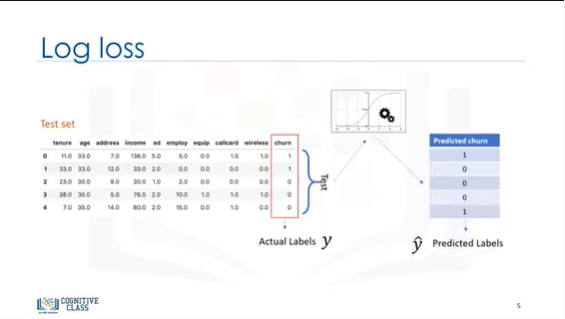 Log loss
Test set
tenure age address income ed employ equip callcard wireless churn
0 11.0 33.0 7.0 136.0 5.0 5.0 0.0 1.0 1.0 1
1 33.0 33.0 12.0 33.0 2.0 0.0 0.0 0.0 0.0 1
2 23.0 30.0 9.0 30.0 1.0 2.0 0.0 0.0 0.0 0
3 38.0 35.0 5.0 76.0 2.0 10.0 1.0 1.0 1.0 0
4 7.0 35.0 14.0 80.0 2.0 15.0 0.0 1.0 0.0 0
Test
Predicted churn
1
0
0
0
1
Actual Labels y
ŷ Predicted Labels
COGNITIVE
CLASS
5